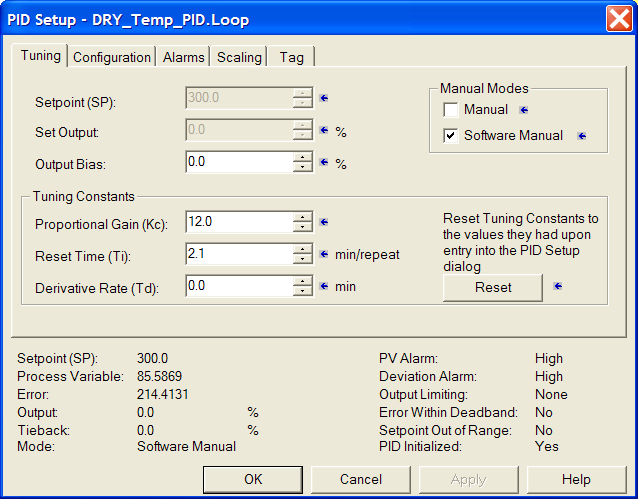 PID Setup - DRY_Temp_PID.Loop
Tuning Configuration Alarms Scaling Tag
Setpoint (SP): 300.0
Set Output: 0.0 %
Output Bias: 0.0 %
Manual Modes
Manual
Software Manual
Tuning Constants
Proportional Gain (Kc): 12.0
Reset Time (Ti): 2.1 min/repeat
Derivative Rate (Td): 0.0 min
Reset Tuning Constants to
the values they had upon
entry into the PID Setup
dialog
Reset
Setpoint (SP): 300.0
Process Variable: 85.5869
Error: 214.4131
Output: 0.0 %
Tieback: 0.0 %
Mode: Software Manual
PV Alarm: High
Deviation Alarm: High
Output Limiting: None
Error Within Deadband: No
Setpoint Out of Range: No
PID Initialized: Yes
OK Cancel Apply Help